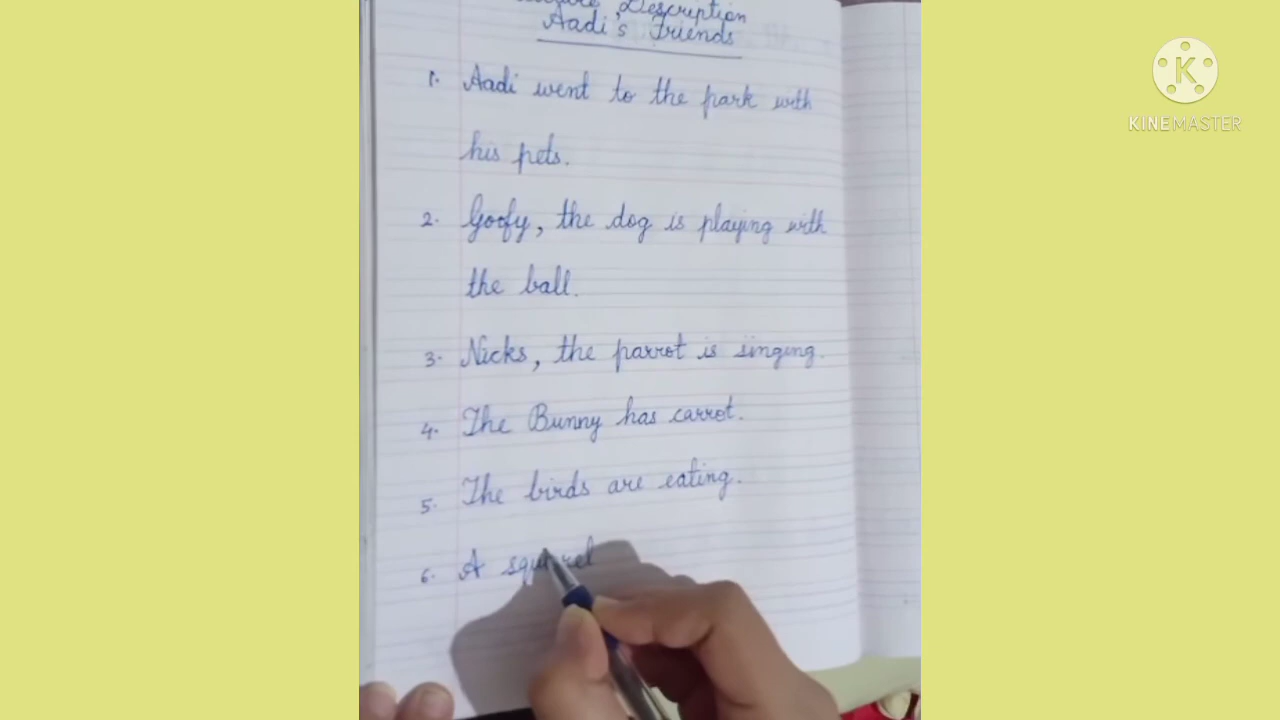 Description
Aadi's Friends
1. Aadi went to the park with
his pets.
2. Goofy, the dog is playing with
the ball.
3. Nicks, the parrot is singing.
4. The Bunny has carrot.
5. The birds are eating.
6. A squirrel
KINEMASTER